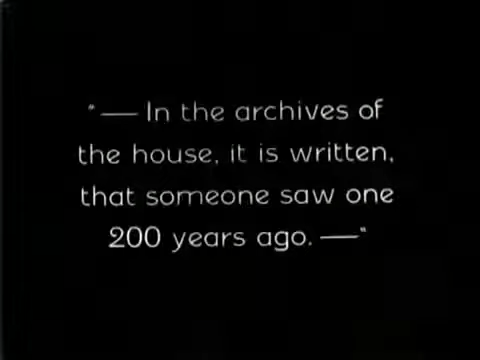 "— In the archives of
the house, it is written,
that someone saw one
200 years ago. —"